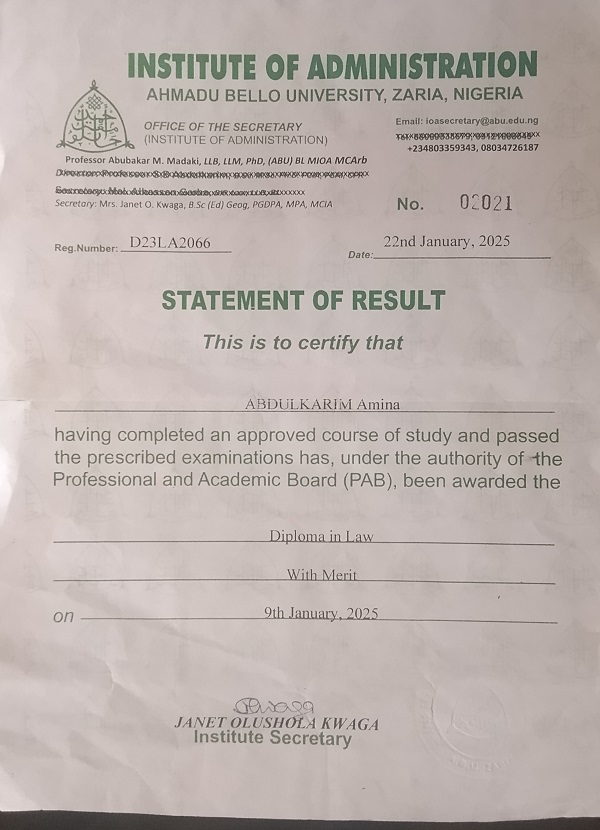 INSTITUTE OF ADMINISTRATION
AHMADU BELLO UNIVERSITY, ZARIA, NIGERIA
OFFICE OF THE SECRETARY
(INSTITUTE OF ADMINISTRATION)
Email: ioasecretary@abu.edu.ng
+234803359343, 08034726187
Professor Abubakar M. Madaki, LLB, LLM, PhD, (ABU) BL MIOA MCArb
Secretary: Mrs. Janet O. Kwaga, B.Sc (Ed) Geog, PGDPA, MPA, MCIA
No. 02021
Reg.Number: D23LA2066
Date: 22nd January, 2025
STATEMENT OF RESULT
This is to certify that
ABDULKARIM Amina
having completed an approved course of study and passed
the prescribed examinations has, under the authority of the
Professional and Academic Board (PAB), been awarded the
Diploma in Law
With Merit
on 9th January, 2025
JANET OLUSHOLA KWAGA
Institute Secretary